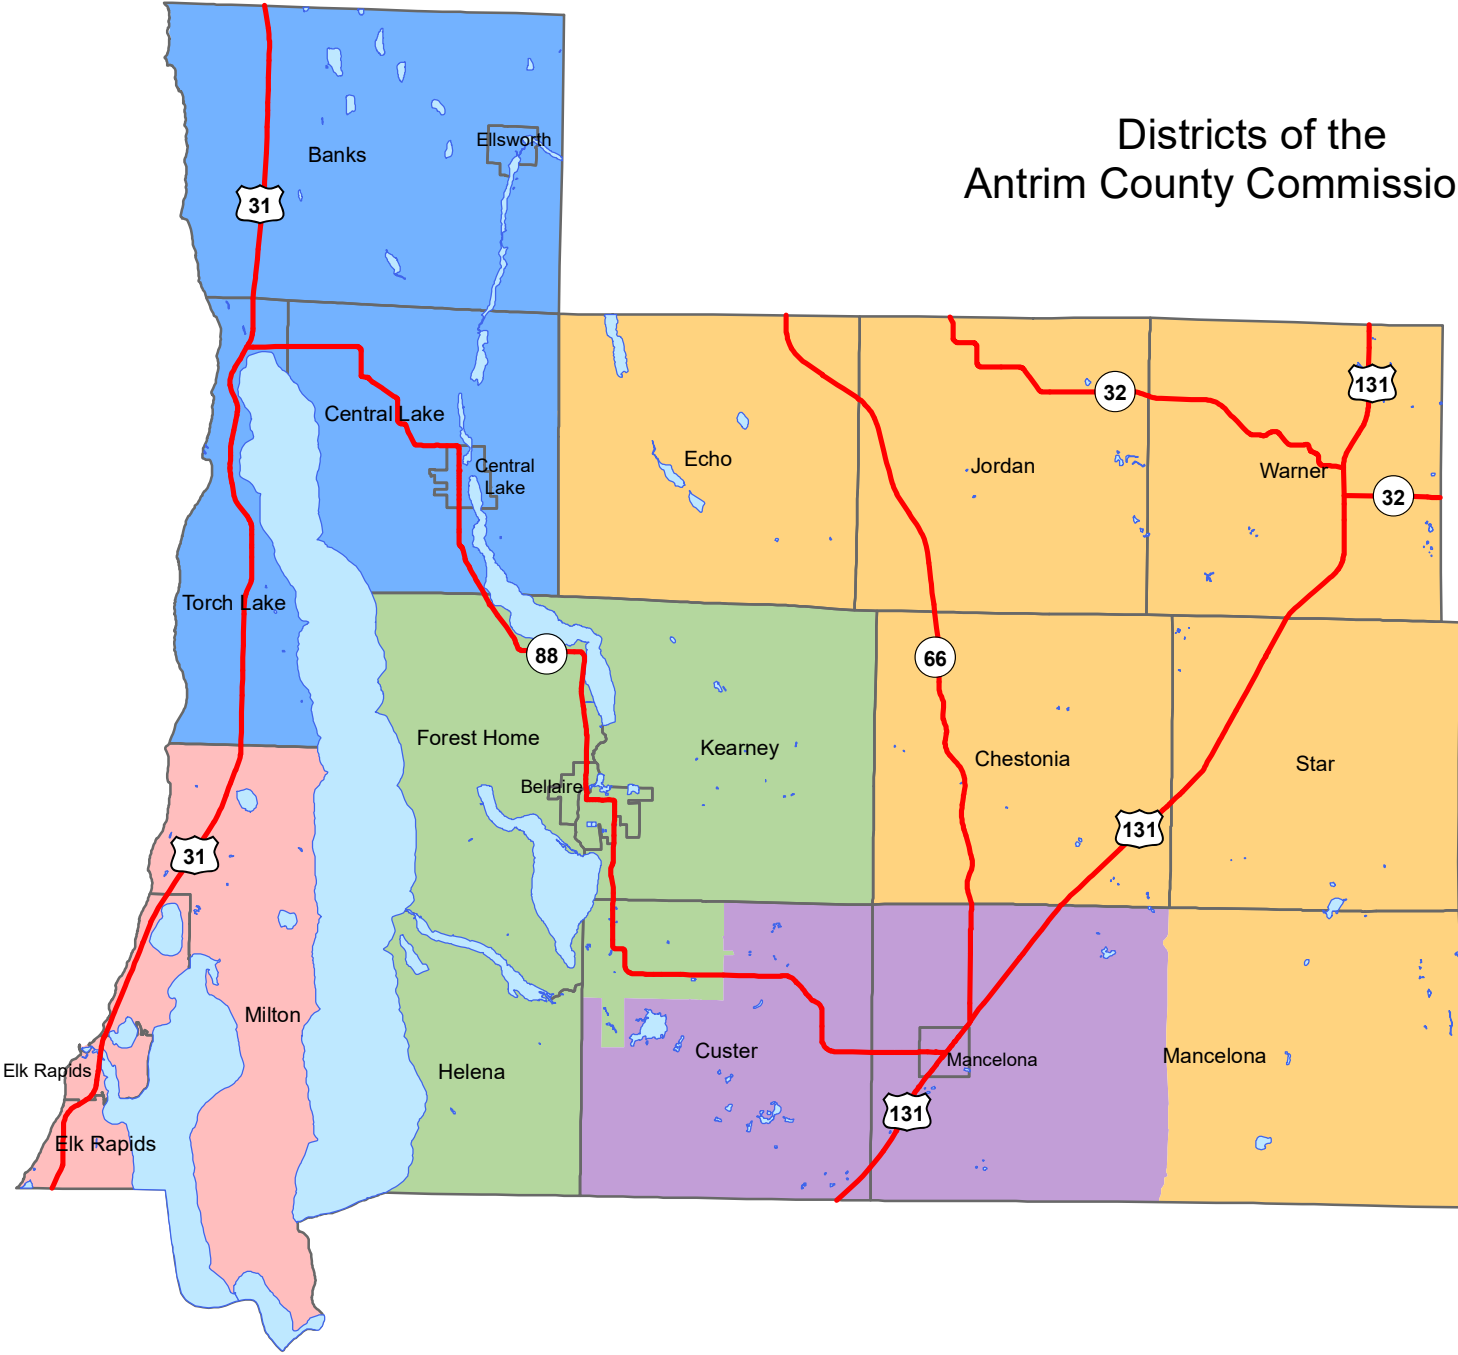 Districts of the
Antrim County Commissio
Ellsworth
Banks
31
131
32
Central Lake
Echo
Jordan
Warner
Central
Lake
32
Torch Lake
88
66
Forest Home
Kearney
Chestonia
Star
Bellaire
131
31
Milton
Custer
Mancelona
Mancelona
Elk Rapids
Helena
131
Elk Rapids